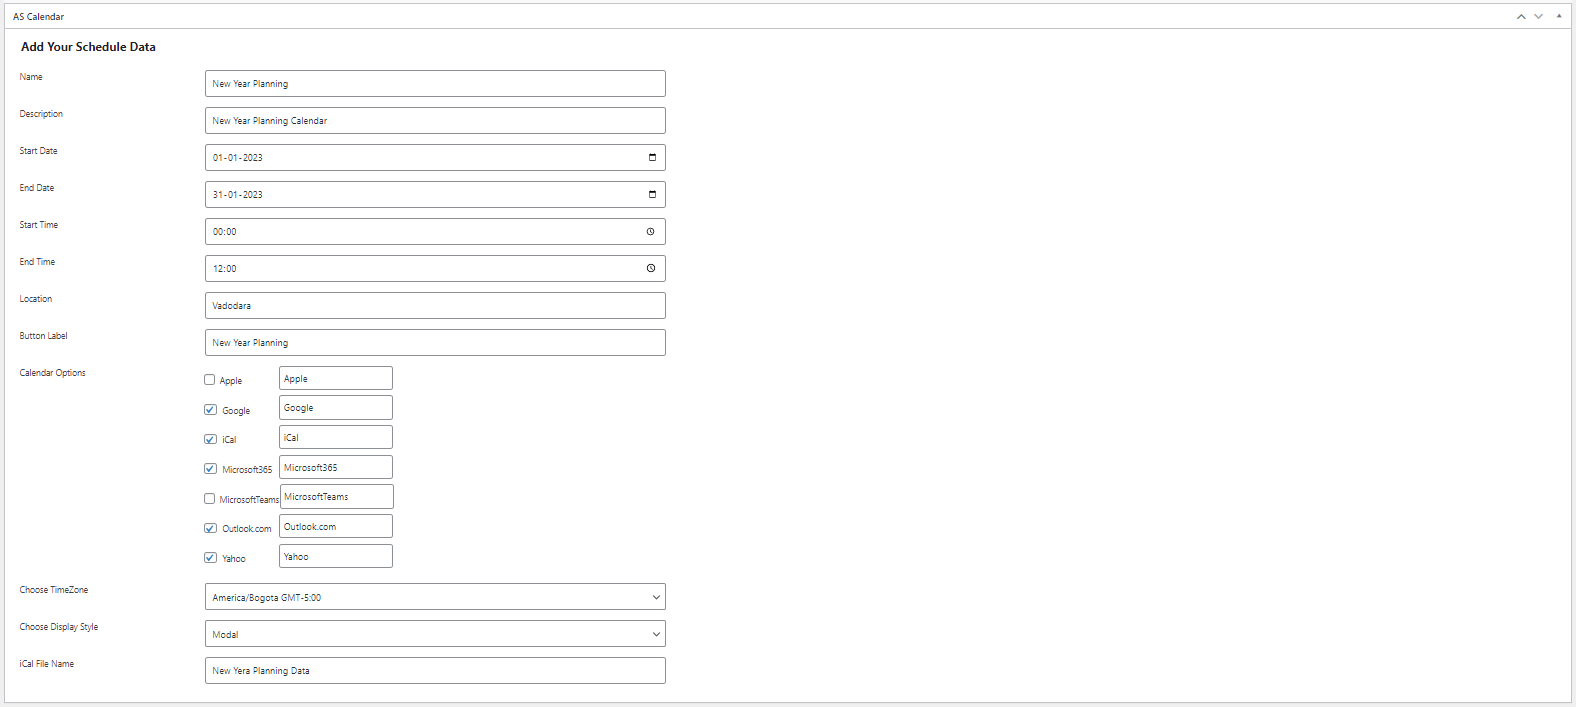 AS Calendar
Add Your Schedule Data
Name New Year Planning
Description New Year Planning Calendar
Start Date 01-01-2023
End Date 31-01-2023
Start Time 00:00
End Time 12:00
Location Vadodara
Button Label New Year Planning
Calendar Options Apple Apple
Google Google
iCal iCal
Microsoft365 Microsoft365
MicrosoftTeams MicrosoftTeams
Outlook.com Outlook.com
Yahoo Yahoo
Choose TimeZone America/Bogota GMT-5:00
Choose Display Style Modal
iCal File Name New Yera Planning Data